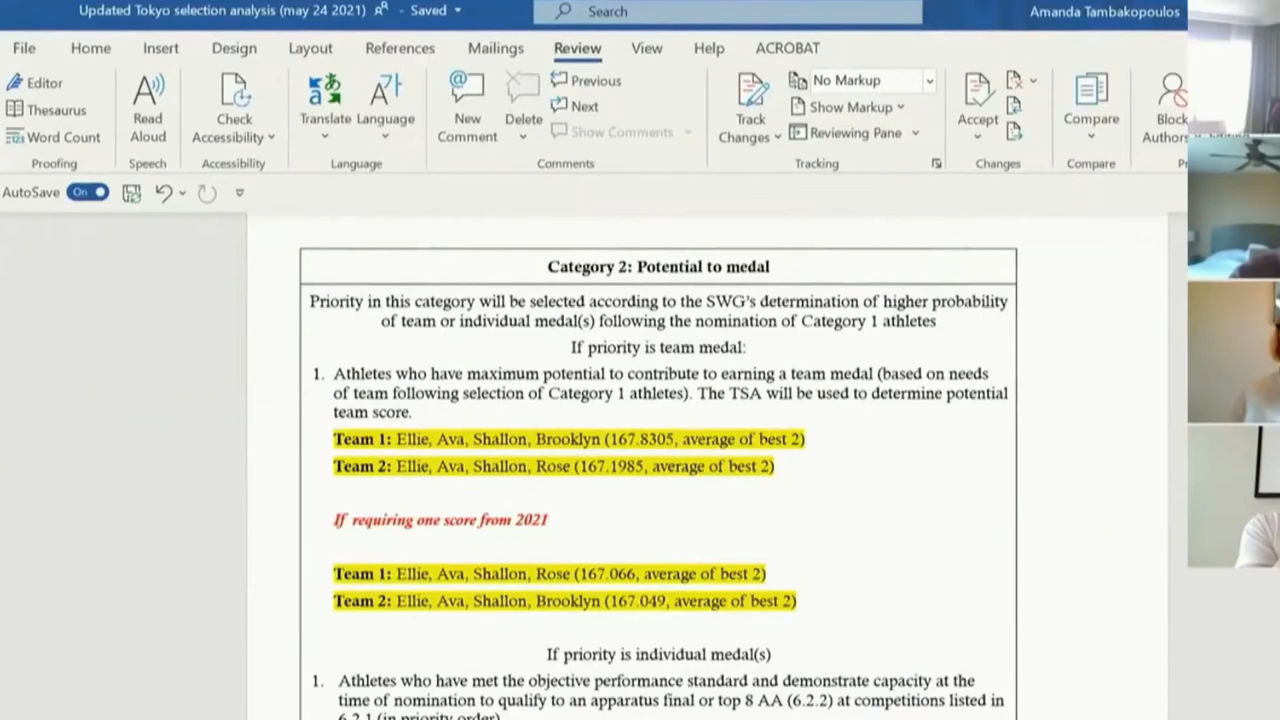 Updated Tokyo selection analysis (may 24 2021) - Saved
Search
Amanda Tambakopoulos
File Home Insert Design Layout References Mailings Review View Help ACROBAT
Editor
Thesaurus
Word Count
Proofing
Read Aloud
Speech
Check Accessibility
Accessibility
Translate Language
Language
New Comment
Delete
Previous
Next
Show Comments
Comments
Track Changes
No Markup
Show Markup
Reviewing Pane
Tracking
Accept
Changes
Compare
Compare
Block
Authors
AutoSave On
Category 2: Potential to medal
Priority in this category will be selected according to the SWG's determination of higher probability
of team or individual medal(s) following the nomination of Category 1 athletes
If priority is team medal:
1. Athletes who have maximum potential to contribute to earning a team medal (based on needs
of team following selection of Category 1 athletes). The TSA will be used to determine potential
team score.
Team 1: Ellie, Ava, Shallon, Brooklyn (167.8305, average of best 2)
Team 2: Ellie, Ava, Shallon, Rose (167.1985, average of best 2)
If requiring one score from 2021
Team 1: Ellie, Ava, Shallon, Rose (167.066, average of best 2)
Team 2: Ellie, Ava, Shallon, Brooklyn (167.049, average of best 2)
If priority is individual medal(s)
1. Athletes who have met the objective performance standard and demonstrate capacity at the
time of nomination to qualify to an apparatus final or top 8 AA (6.2.2) at competitions listed in
6.2.1 (in priority order)